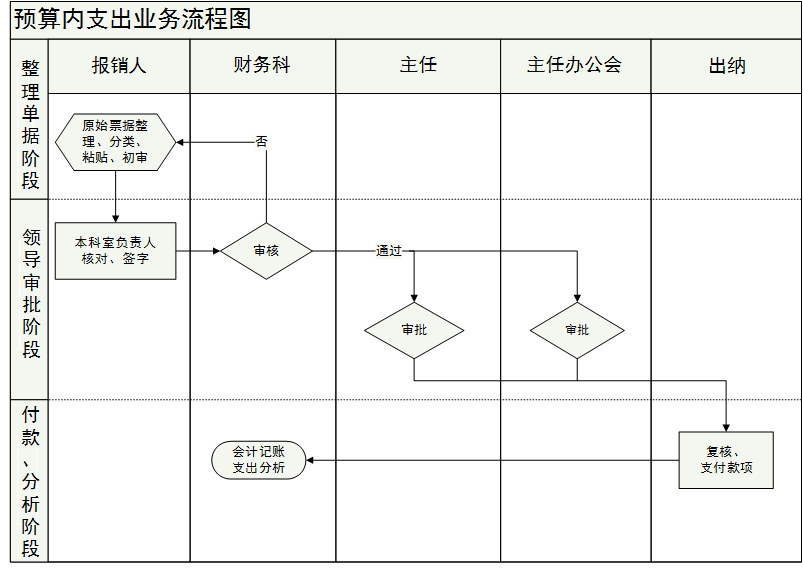 预算内支出业务流程图
报销人
财务科
主任
主任办公会
出纳
整理单据阶段
原始票据整
理、分类、
粘贴、初审
否
领导审批阶段
本科室负责人
核对、签字
审核
通过
审批
审批
付款、分析阶段
会计记账
支出分析
复核、
支付款项